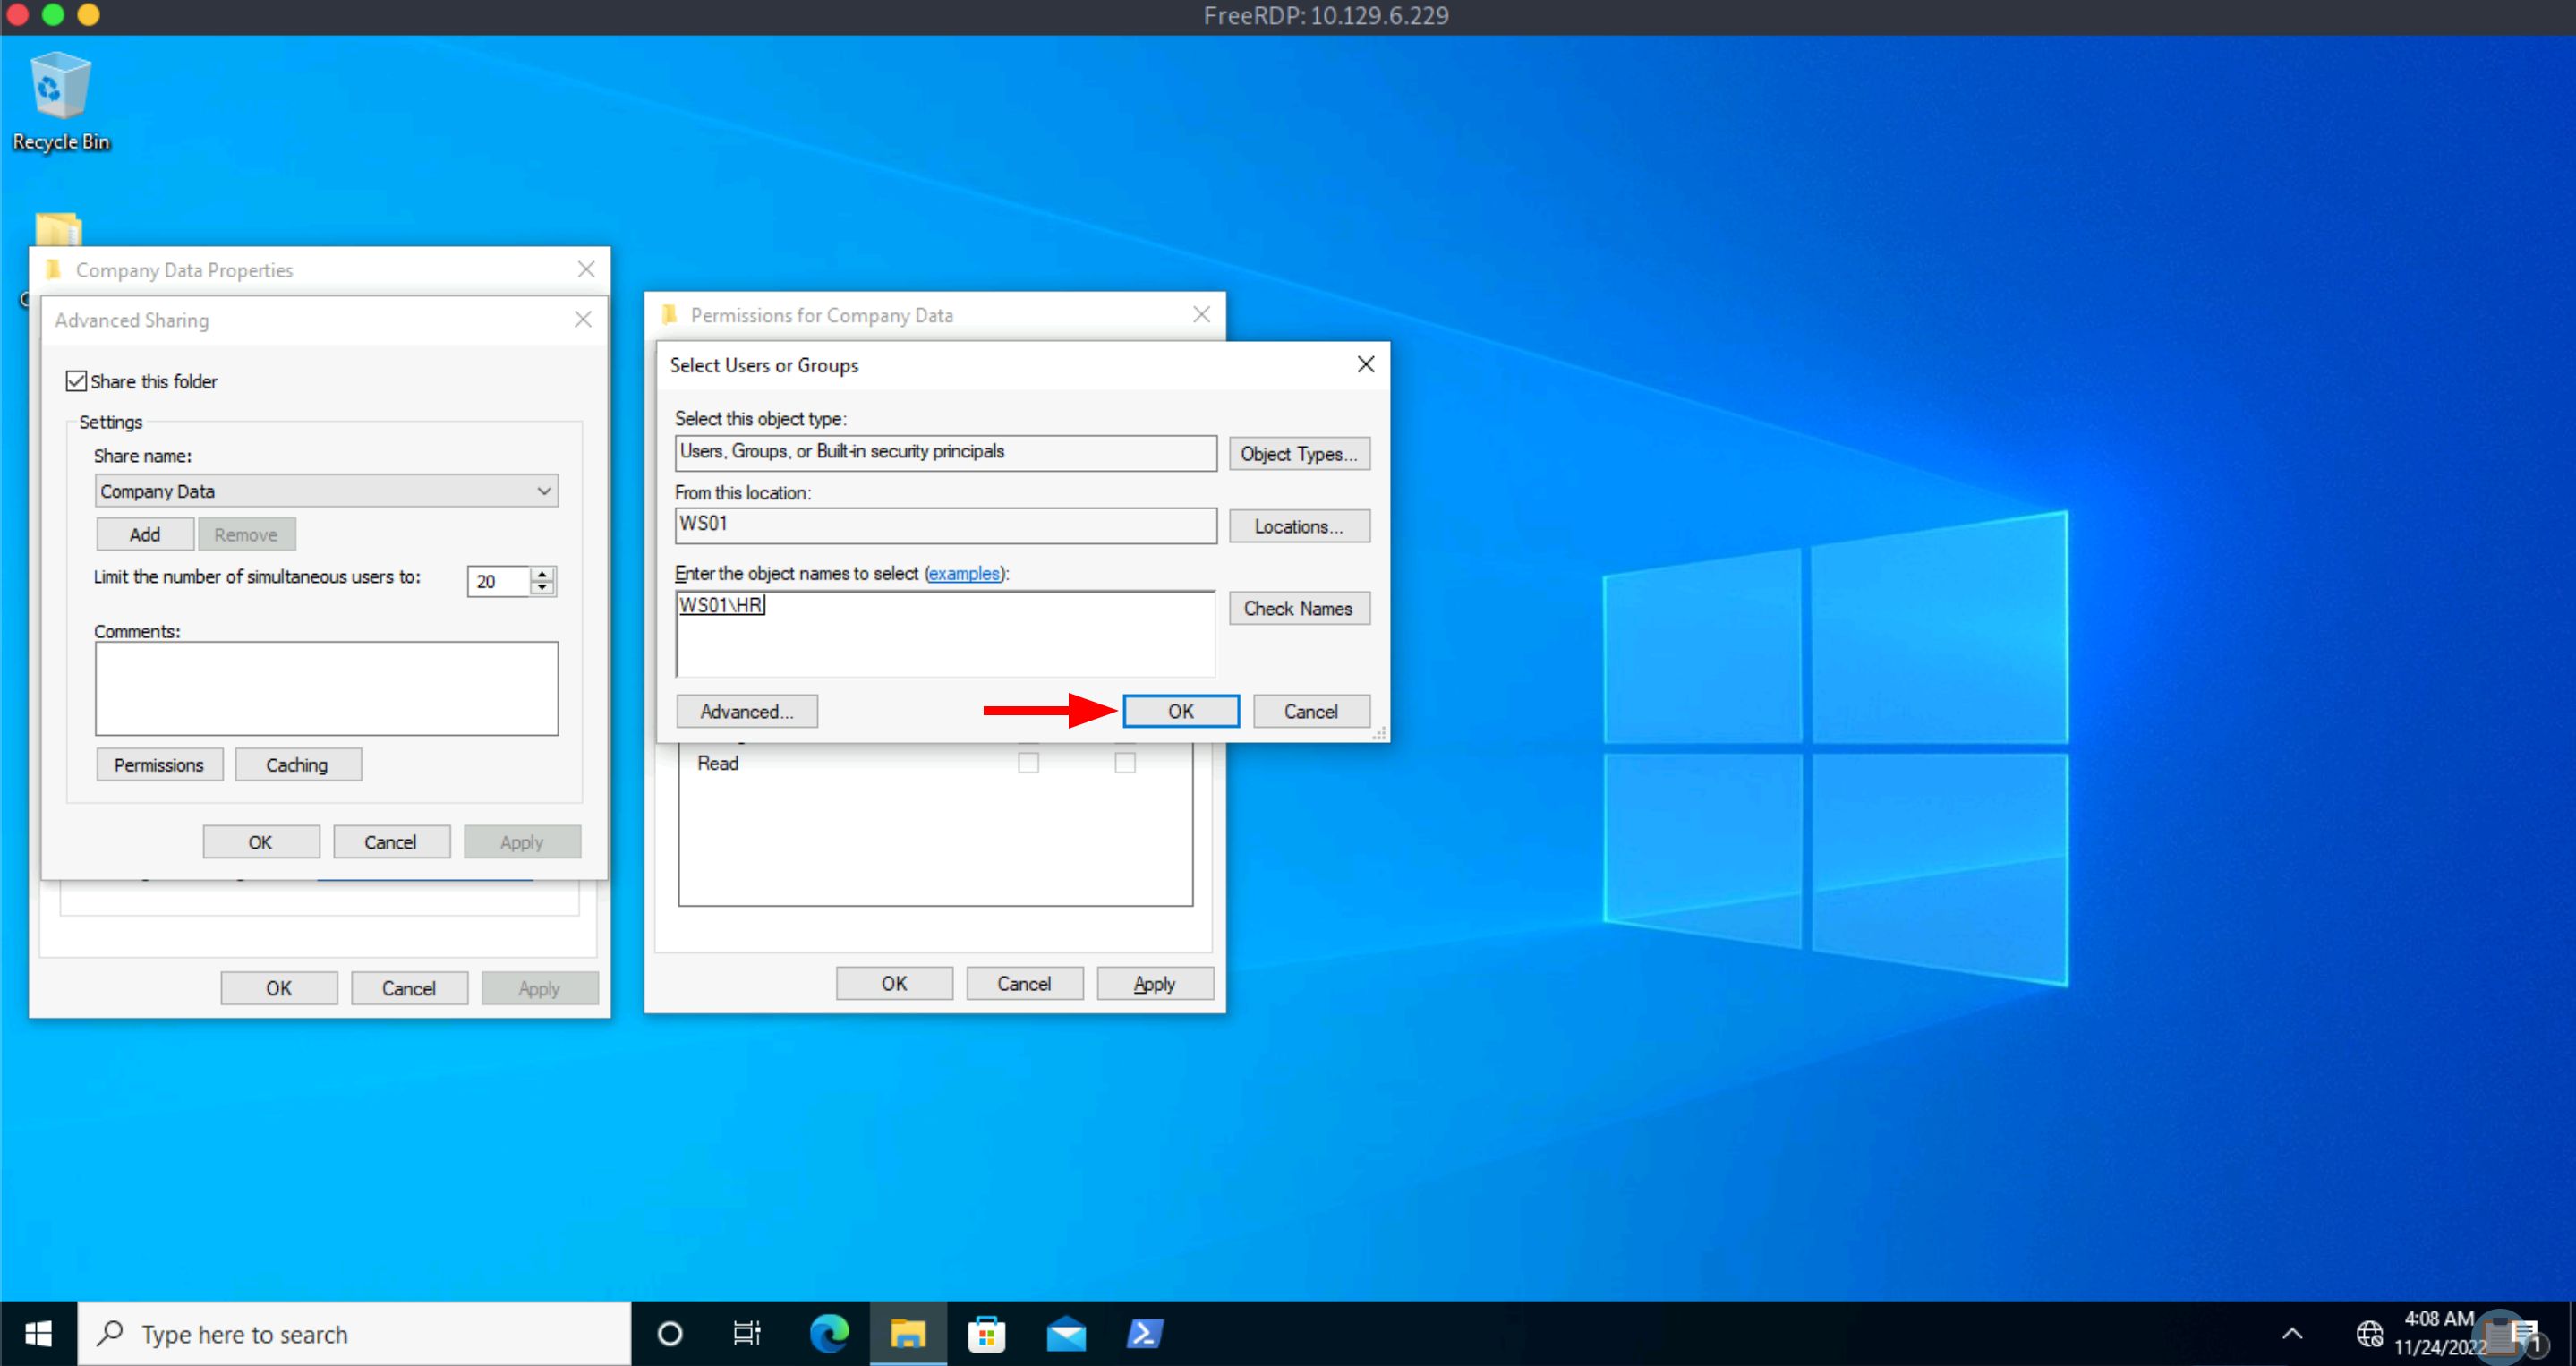 FreeRDP: 10.129.6.229
Recycle Bin
Company Data Properties
Advanced Sharing
Share this folder
Settings
Share name:
Company Data
Add
Remove
Limit the number of simultaneous users to:
20
Comments:
Permissions
Caching
OK
Cancel
Apply
OK
Cancel
Apply
Permissions for Company Data
Select Users or Groups
Select this object type:
Users, Groups, or Built-in security principals
Object Types...
From this location:
WS01
Locations...
Enter the object names to select (examples):
WS01\HR
Check Names
Advanced...
OK
Cancel
Read
OK
Cancel
Apply
Type here to search
4:08 AM
11/24/2022
1